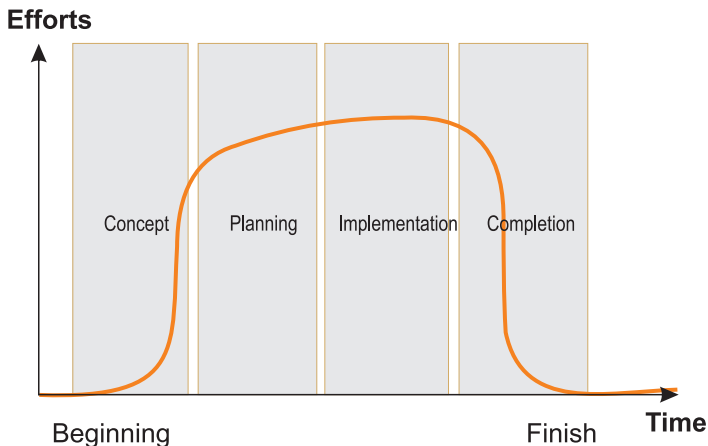 Efforts
Concept
Planning
Implementation
Completion
Time
Beginning
Finish